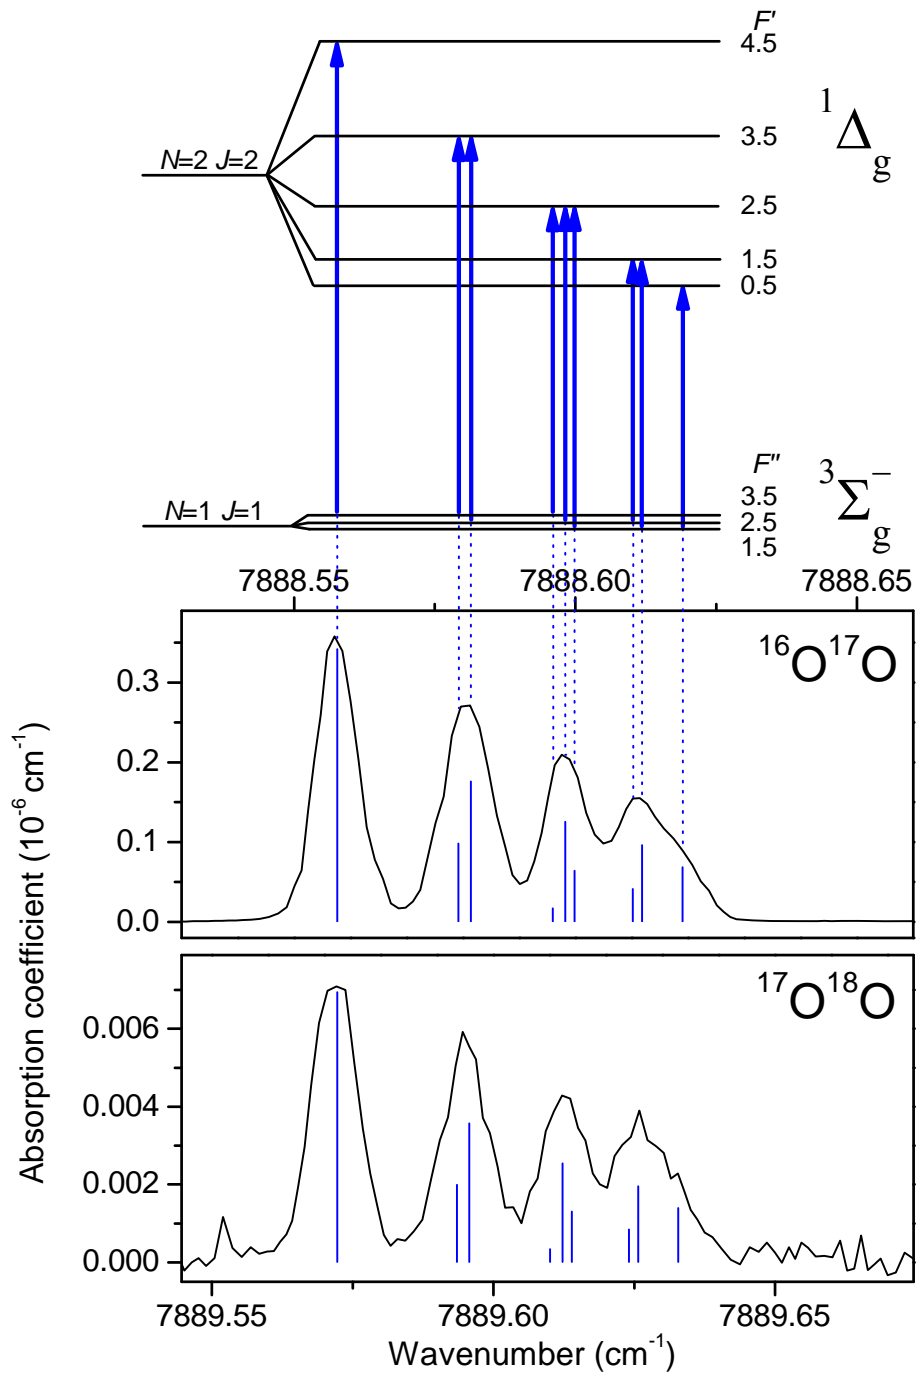 F'
4.5
¹Δg
3.5
N=2 J=2
2.5
1.5
0.5
F"
³Σg⁻
3.5
N=1 J=1
2.5
1.5
7888.55 7888.60 7888.65
¹⁶O¹⁷O
0.3
0.2
0.1
0.0
Absorption coefficient (10⁻⁶ cm⁻¹)
¹⁷O¹⁸O
0.006
0.004
0.002
0.000
7889.55 7889.60 7889.65
Wavenumber (cm⁻¹)